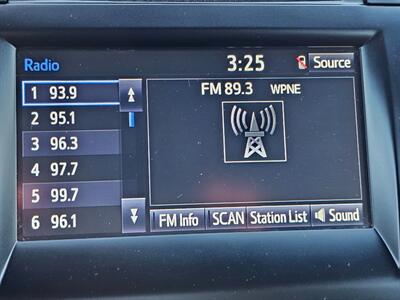 Radio 3:25 Source
1 93.9
2 95.1
3 96.3
4 97.7
5 99.7
6 96.1
FM 89.3 WPNE
FM Info SCAN Station List Sound